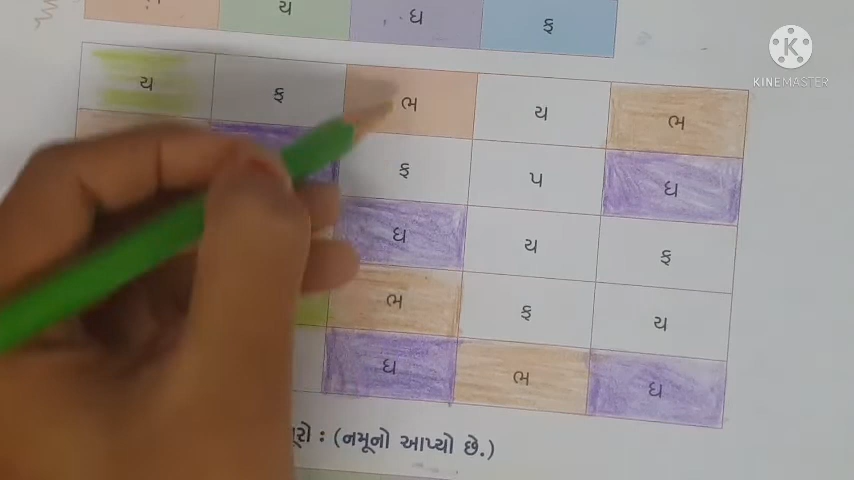 ય ઘ ફ
K
KINEMASTER
ય ફ ભ ય ભ
ફ પ ઘ
ઘ ય ફ
ભ ફ ય
ઘ ભ ઘ
: (નમૂનો આપ્યો છે.)